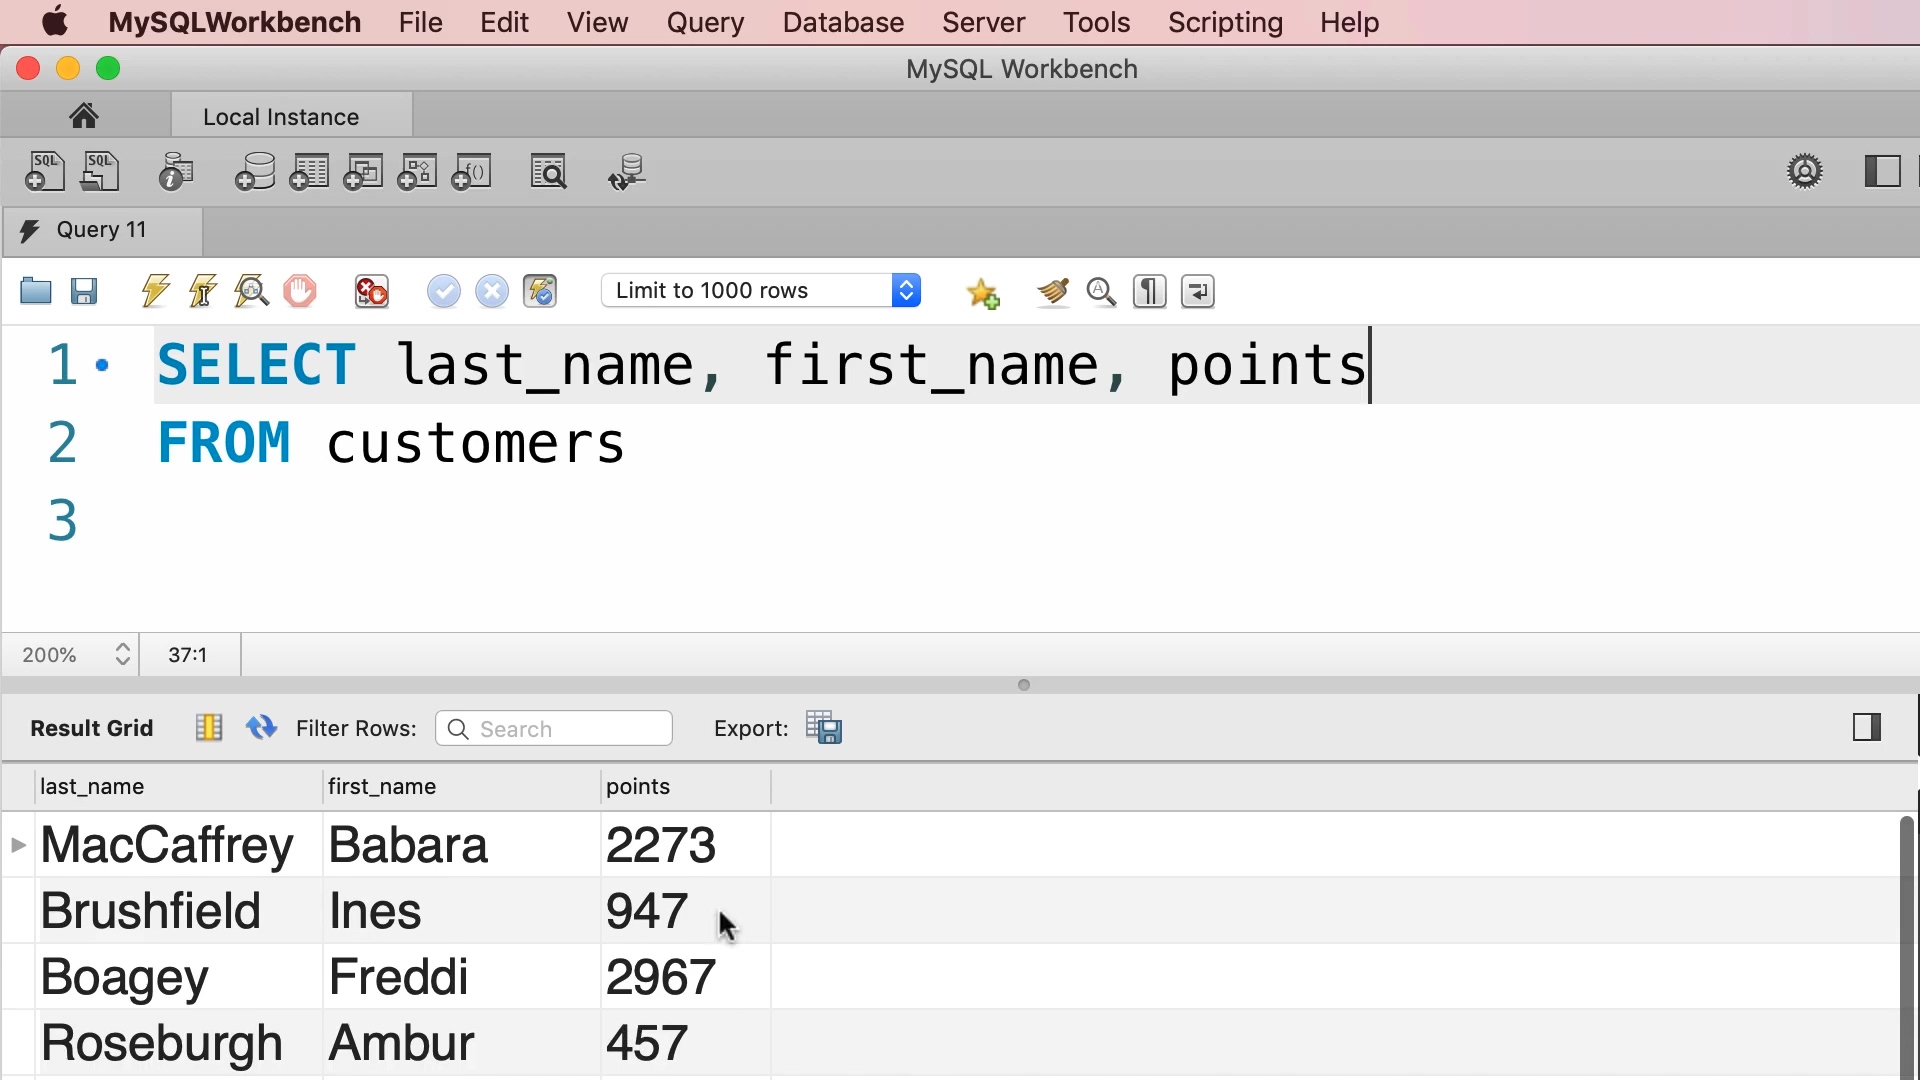 MySQLWorkbench File Edit View Query Database Server Tools Scripting Help
MySQL Workbench
Local Instance
SQL SQL
Query 11
Limit to 1000 rows
1 SELECT last_name, first_name, points
2 FROM customers
3
200% 37:1
Result Grid Filter Rows: Search Export:
last_name first_name points
MacCaffrey Babara 2273
Brushfield Ines 947
Boagey Freddi 2967
Roseburgh Ambur 457